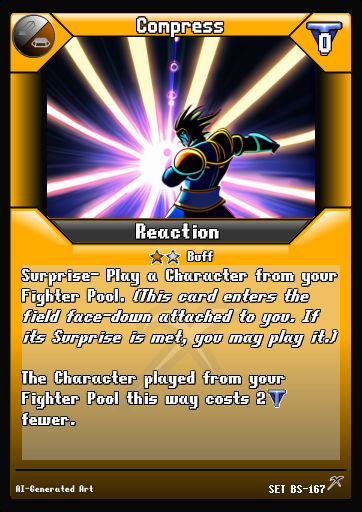 Compress
0
Reaction
Buff
Surprise- Play a Character from your
Fighter Pool. (This card enters the
field face-down attached to you. If
its Surprise is met, you may play it.)
The Character played from your
Fighter Pool this way costs 2
fewer.
AI-Generated Art
SET BS-167